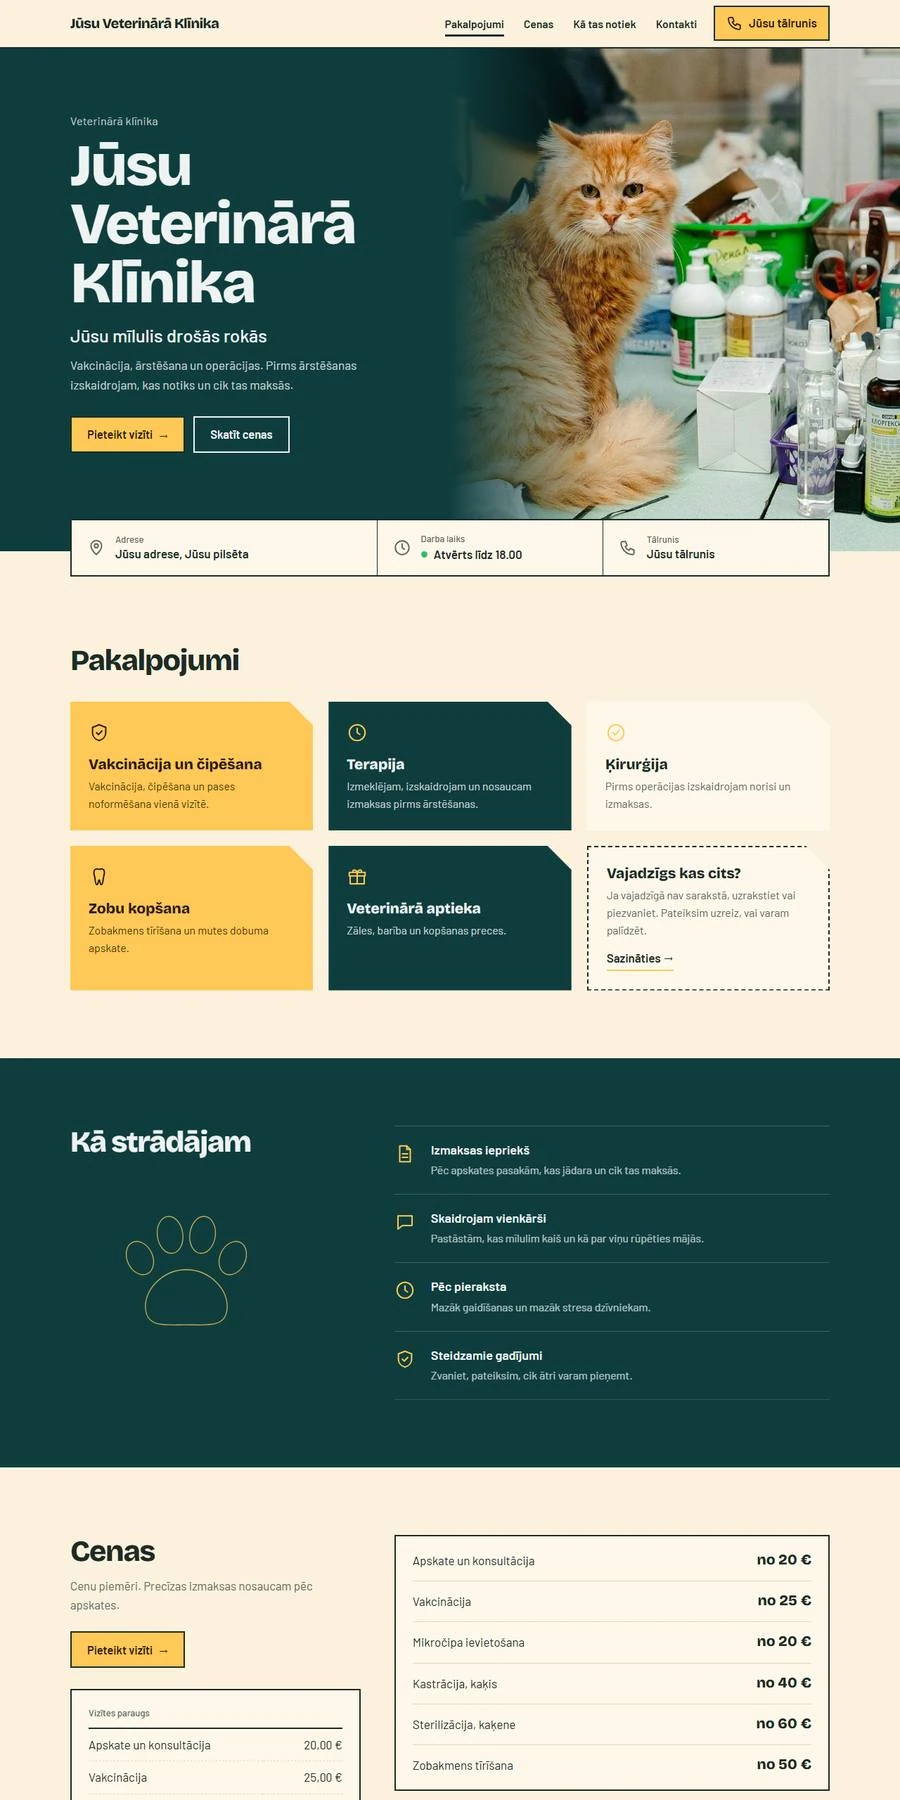 Jūsu Veterinārā Klīnika
Pakalpojumi
Cenas
Kā tas notiek
Kontakti
Jūsu tālrunis
Veterinārā klīnika
Jūsu
Veterinārā
Klīnika
Jūsu mīlulis drošās rokās
Vakcinācija, ārstēšana un operācijas. Pirms ārstēšanas
izskaidrojam, kas notiks un cik tas maksās.
Pieteikt vizīti →
Skatīt cenas
Adrese
Jūsu adrese, Jūsu pilsēta
Darba laiks
Atvērts līdz 18.00
Tālrunis
Jūsu tālrunis
Pakalpojumi
Vakcinācija un čipēšana
Vakcinācija, čipēšana un pases
noformēšana vienā vizītē.
Terapija
Izmeklējam, izskaidrojam un nosaucam
izmaksas pirms ārstēšanas.
Ķirurģija
Pirms operācijas izskaidrojam norisi un
izmaksas.
Zobu kopšana
Zobakmens tīrīšana un mutes dobuma
apskate.
Veterinārā aptieka
Zāles, barība un kopšanas preces.
Vajadzīgs kas cits?
Ja vajadzīgā nav sarakstā, uzrakstiet vai
piezvaniet. Pateiksim uzreiz, vai varam
palīdzēt.
Sazināties →
Kā strādājam
Izmaksas iepriekš
Pēc apskates pasakām, kas jādara un cik tas maksās.
Skaidrojam vienkārši
Pastāstām, kas mīlulim kaiš un kā par viņu rūpēties mājās.
Pēc pieraksta
Mazāk gaidīšanas un mazāk stresa dzīvniekam.
Steidzamie gadījumi
Zvaniet, pateiksim, cik ātri varam pieņemt.
Cenas
Cenu piemēri. Precīzas izmaksas nosaucam pēc
apskates.
Pieteikt vizīti →
Vizītes paraugs
Apskate un konsultācija 20,00 €
Vakcinācija 25,00 €
Apskate un konsultācija no 20 €
Vakcinācija no 25 €
Mikročipa ievietošana no 20 €
Kastrācija, kaķis no 40 €
Sterilizācija, kaķene no 60 €
Zobakmens tīrīšana no 50 €